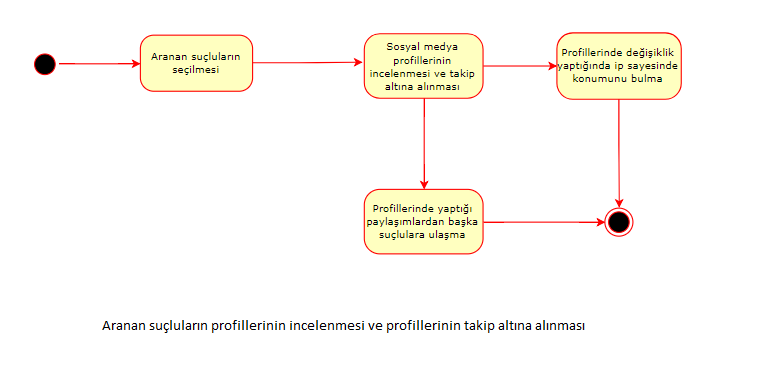 Aranan suçluların
seçilmesi
Sosyal medya
profillerinin
incelenmesi ve takip
altına alınması
Profillerinde değişiklik
yaptığında ip sayesinde
konumunu bulma
Profillerinde yaptığı
paylaşımlardan başka
suçlulara ulaşma
Aranan suçluların profillerinin incelenmesi ve profillerinin takip altına alınması